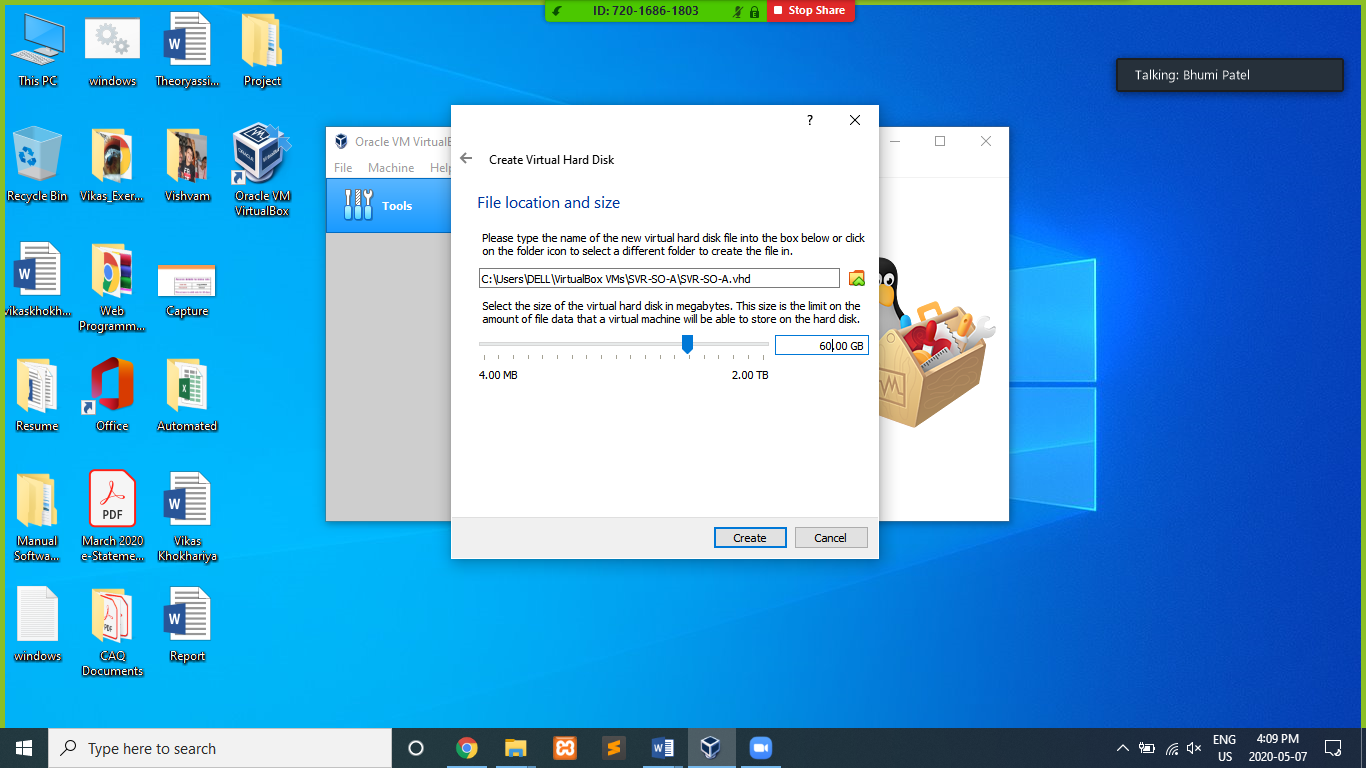 ID: 720-1686-1803
Stop Share
Talking: Bhumi Patel
This PC
windows
Theoryassi...
Project
Recycle Bin
Vikas_Exer...
Vishvam
Oracle VM
VirtualBox
vikaskhokh...
Web
Programm...
Capture
Resume
Office
Automated
Manual
Softwa...
PDF
March 2020
e-Stateme...
Vikas
Khokhariya
windows
CAQ
Documents
Report
Oracle VM VirtualB
File Machine Help
Tools
?
Create Virtual Hard Disk
File location and size
Please type the name of the new virtual hard disk file into the box below or click
on the folder icon to select a different folder to create the file in.
C:\Users\DELL\VirtualBox VMs\SVR-SO-A\SVR-SO-A.vhd
Select the size of the virtual hard disk in megabytes. This size is the limit on the
amount of file data that a virtual machine will be able to store on the hard disk.
60.00 GB
4.00 MB
2.00 TB
Create
Cancel
Type here to search
ENG
US
4:09 PM
2020-05-07